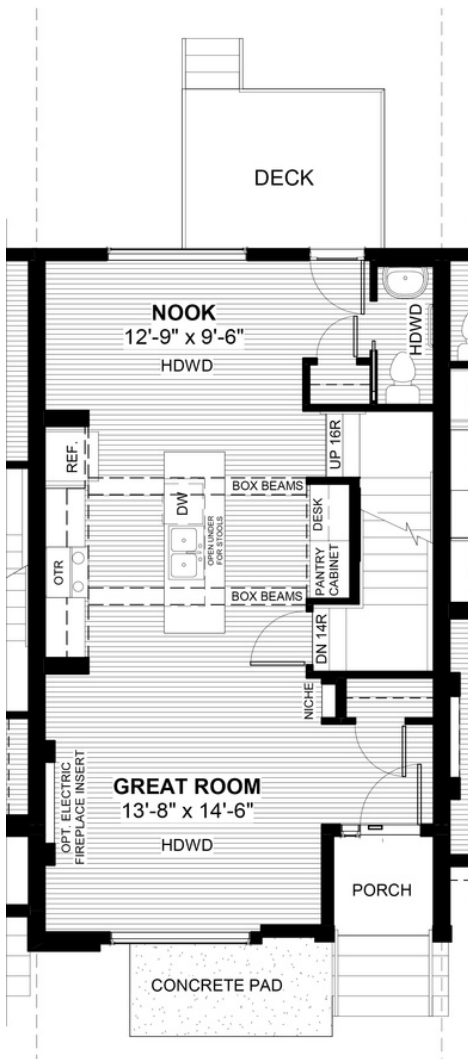 DECK
NOOK
12'-9" x 9'-6"
HDWD
HDWD
REF.
UP 16R
BOX BEAMS
DW
OPEN UNDER
FOR STOOLS
DESK
PANTRY
CABINET
OTR
BOX BEAMS
DN 14R
NICHE
OPT. ELECTRIC
FIREPLACE INSERT
GREAT ROOM
13'-8" x 14'-6"
HDWD
PORCH
CONCRETE PAD